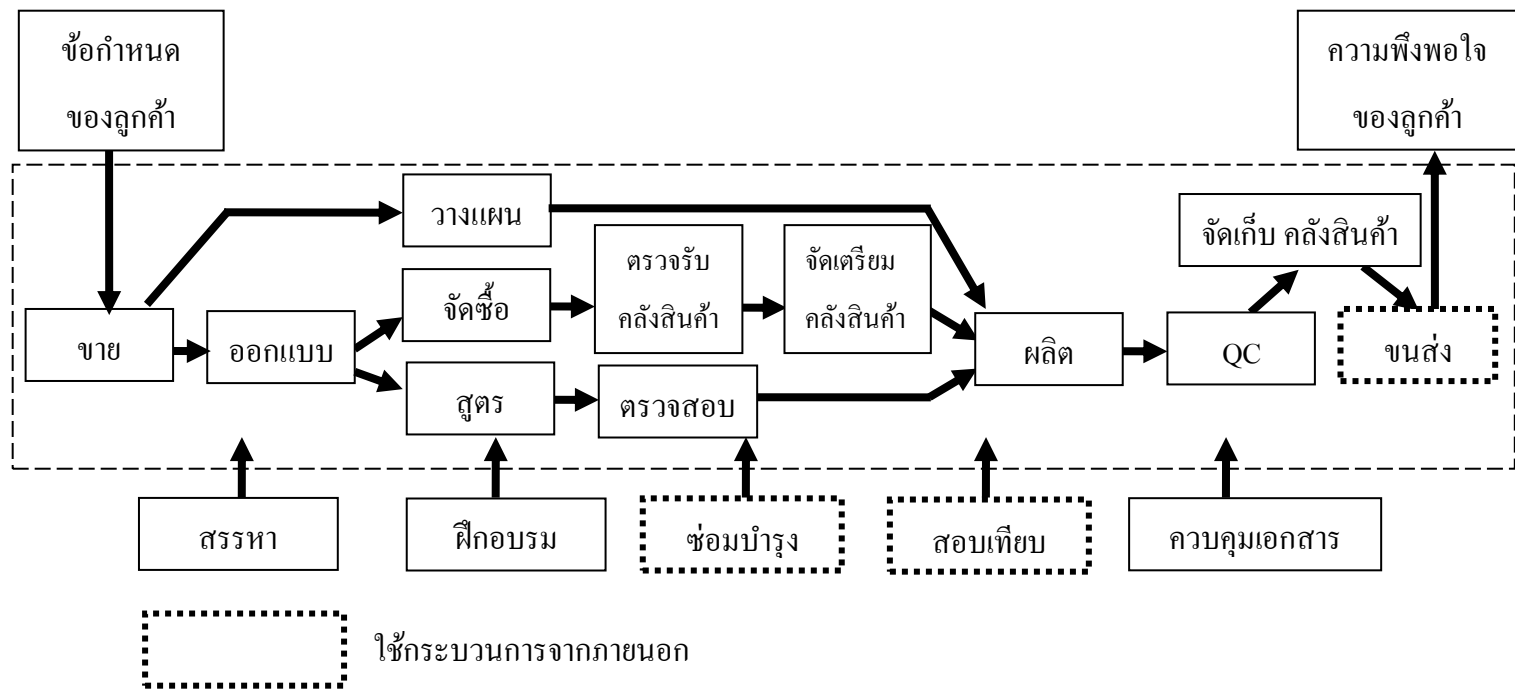 ข้อกำหนด
ของลูกค้า
ความพึงพอใจ
ของลูกค้า
วางแผน
จัดซื้อ
ตรวจรับ
คลังสินค้า
จัดเตรียม
คลังสินค้า
จัดเก็บ คลังสินค้า
ขาย
ออกแบบ
สูตร
ตรวจสอบ
ผลิต
QC
ขนส่ง
สรรหา
ฝึกอบรม
ซ่อมบำรุง
สอบเทียบ
ควบคุมเอกสาร
ใช้กระบวนการจากภายนอก